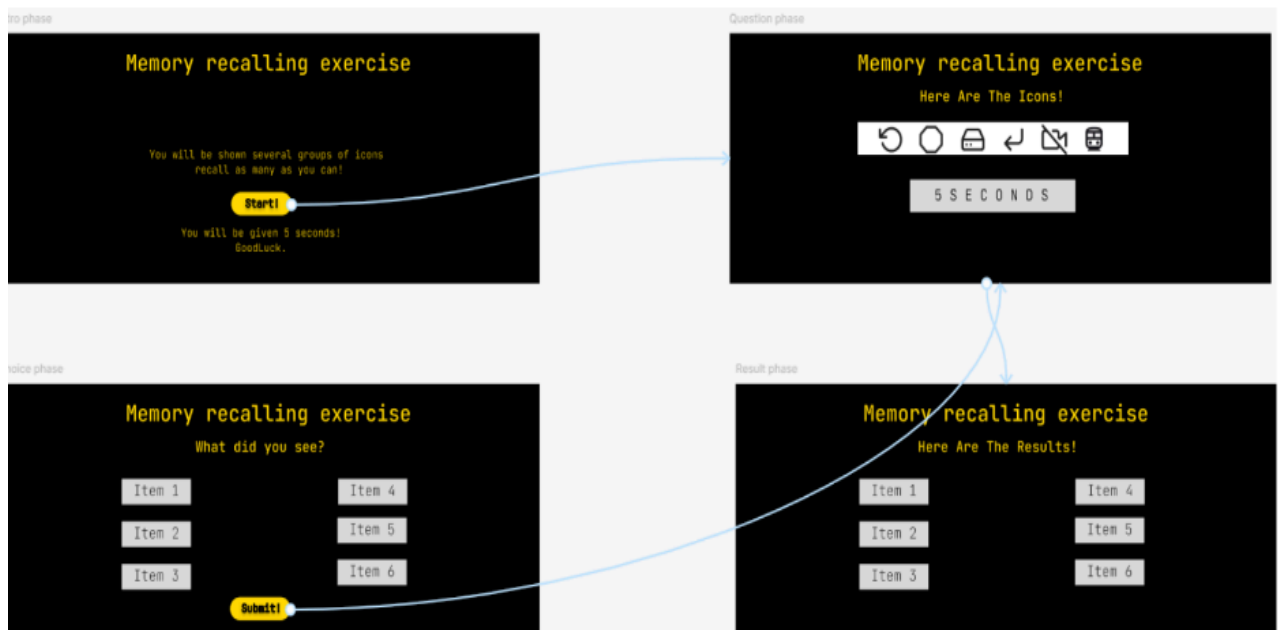 tro phase
Memory recalling exercise
You will be shown several groups of icons
recall as many as you can!
Start!
You will be given 5 seconds!
GoodLuck.
Question phase
Memory recalling exercise
Here Are The Icons!
5 SECONDS
hoice phase
Memory recalling exercise
What did you see?
Item 1
Item 4
Item 2
Item 5
Item 3
Item 6
Submit!
Result phase
Memory recalling exercise
Here Are The Results!
Item 1
Item 4
Item 2
Item 5
Item 3
Item 6